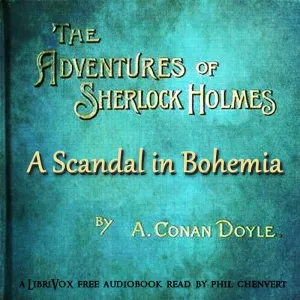 THE
ADVENTURES OF
SHERLOCK HOLMES
A Scandal in Bohemia
BY A. CONAN DOYLE.
A LIBRIVOX FREE AUDIOBOOK READ BY PHIL CHENVERT